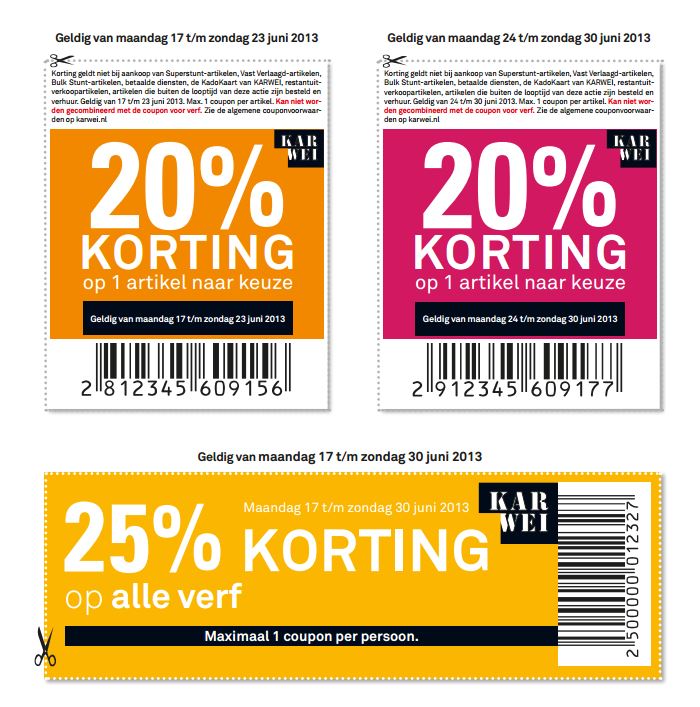 Geldig van maandag 17 t/m zondag 23 juni 2013
Korting geldt niet bij aankoop van Superstunt-artikelen, Vast Verlaagd-artikelen,
Bulk Stunt-artikelen, betaalde diensten, de KadoKaart van KARWEI, restantuit-
verkoopartikelen, artikelen die buiten de looptijd van deze actie zijn besteld en
verhuur. Geldig van 17 t/m 23 juni 2013. Max. 1 coupon per artikel. Kan niet wor-
den gecombineerd met de coupon voor verf. Zie de algemene couponvoorwaar-
den op karwei.nl
KAR
WEI
20%
KORTING
op 1 artikel naar keuze
Geldig van maandag 17 t/m zondag 23 juni 2013
2 812345 609156
Geldig van maandag 24 t/m zondag 30 juni 2013
Korting geldt niet bij aankoop van Superstunt-artikelen, Vast Verlaagd-artikelen,
Bulk Stunt-artikelen, betaalde diensten, de KadoKaart van KARWEI, restantuit-
verkoopartikelen, artikelen die buiten de looptijd van deze actie zijn besteld en
verhuur. Geldig van 24 t/m 30 juni 2013. Max. 1 coupon per artikel. Kan niet wor-
den gecombineerd met de coupon voor verf. Zie de algemene couponvoorwaar-
den op karwei.nl
KAR
WEI
20%
KORTING
op 1 artikel naar keuze
Geldig van maandag 24 t/m zondag 30 juni 2013
2 912345 609177
Geldig van maandag 17 t/m zondag 30 juni 2013
Maandag 17 t/m zondag 30 juni 2013
KAR
WEI
25% KORTING
op alle verf
Maximaal 1 coupon per persoon.
2 500000 012327